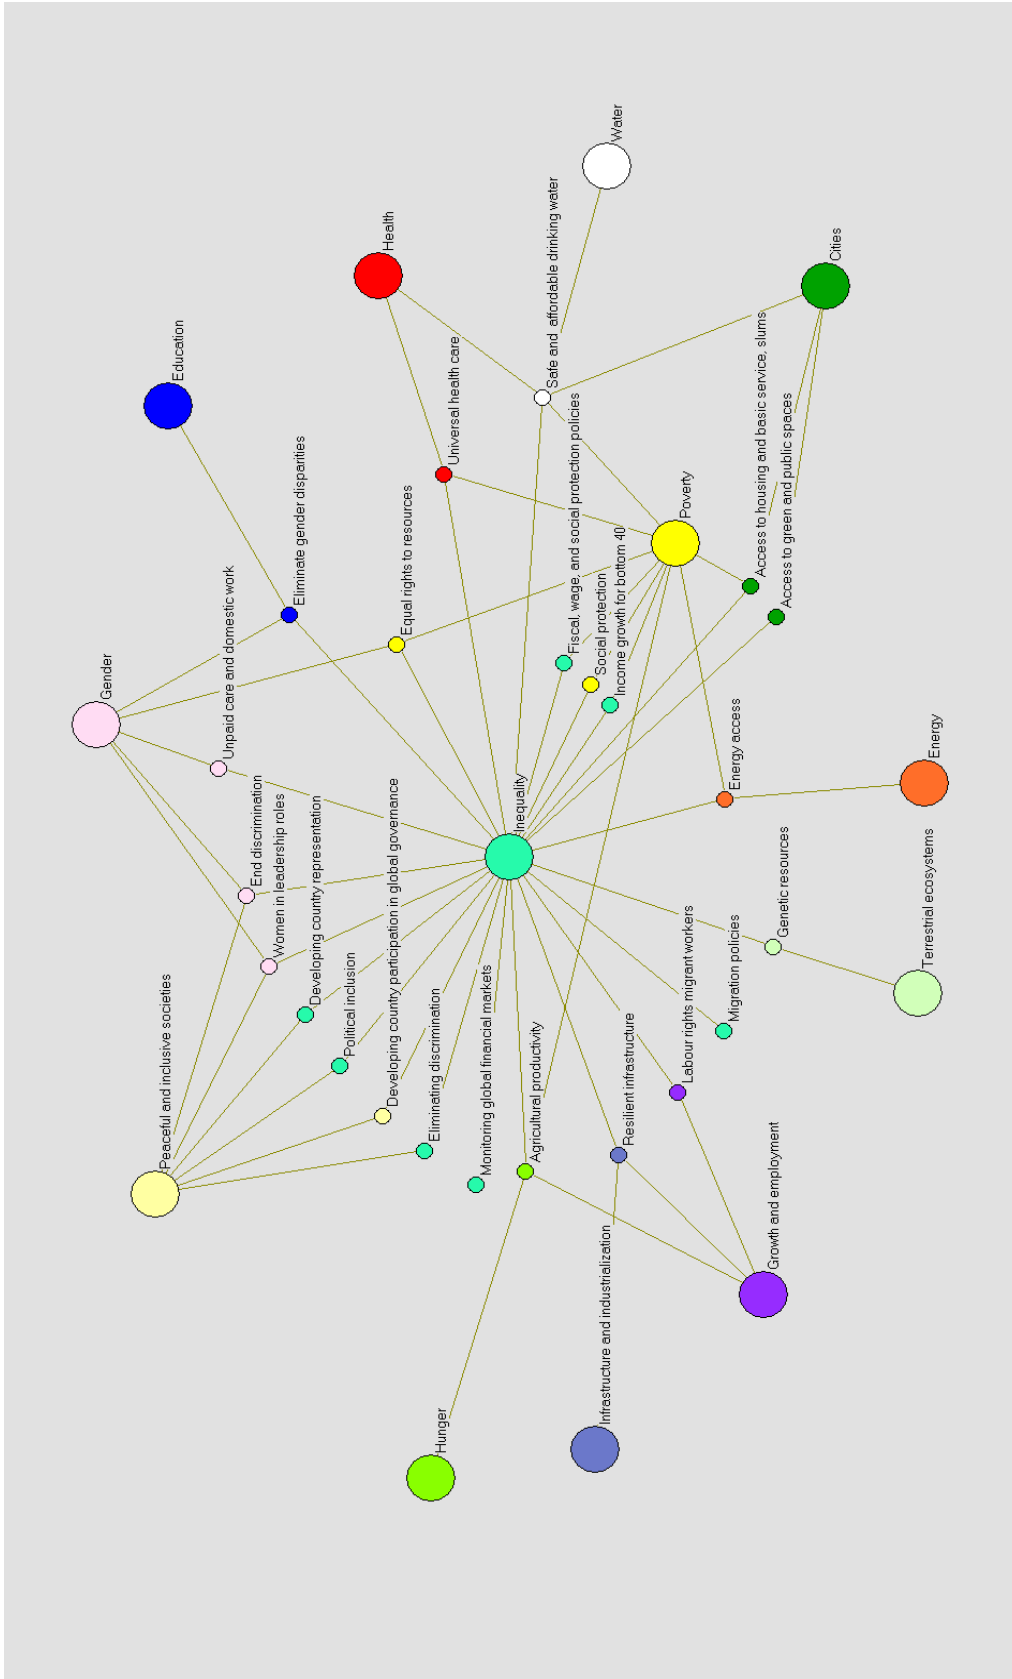 Water
Health
Cities
Safe and  affordable drinking water
Education
Universal health care
Access to housing and basic service, slums
Access to green and public spaces
Fiscal, wage, and social protection policies
Poverty
Eliminate gender disparities
Equal rights to resources
Social protection
Income growth for bottom 40
Unpaid care and domestic work
Gender
Energy access
Energy
Inequality
End discrimination
Women in leadership roles
Developing country representation
Developing country participation in global governance
Genetic resources
Terrestrial ecosystems
Political inclusion
Migration policies
Labour rights migrant workers
Peaceful and inclusive societies
Eliminating discrimination
Monitoring global financial markets
Agricultural productivity
Resilient infrastructure
Growth and employment
Infrastructure and industrialization
Hunger